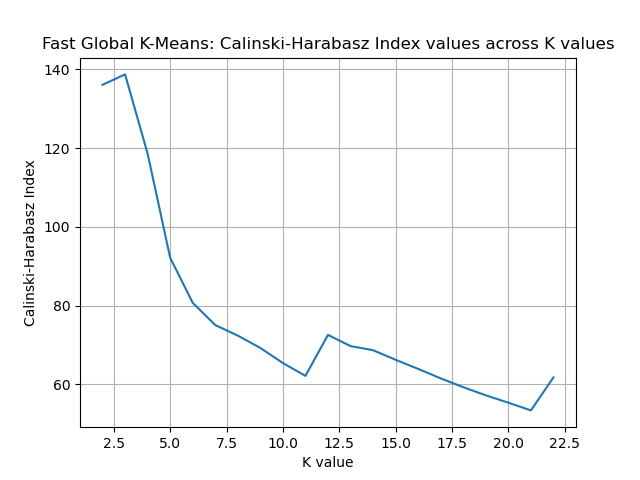 Fast Global K-Means: Calinski-Harabasz Index values across K values
140
120
100
80
60
Calinski-Harabasz Index
2.5 5.0 7.5 10.0 12.5 15.0 17.5 20.0 22.5
K value